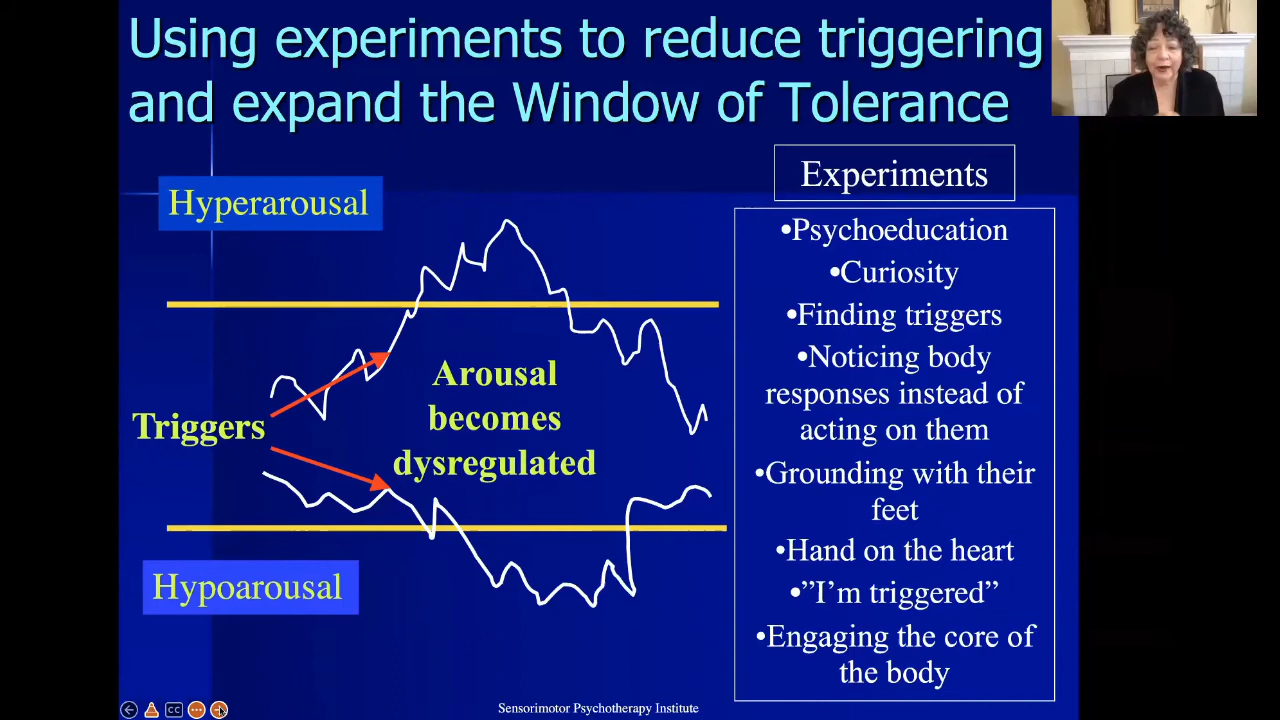 Using experiments to reduce triggering
and expand the Window of Tolerance
Hyperarousal
Triggers
Arousal
becomes
dysregulated
Hypoarousal
Experiments
•Psychoeducation
•Curiosity
•Finding triggers
•Noticing body
responses instead of
acting on them
•Grounding with their
feet
•Hand on the heart
•”I’m triggered”
•Engaging the core of
the body
CC
Sensorimotor Psychotherapy Institute